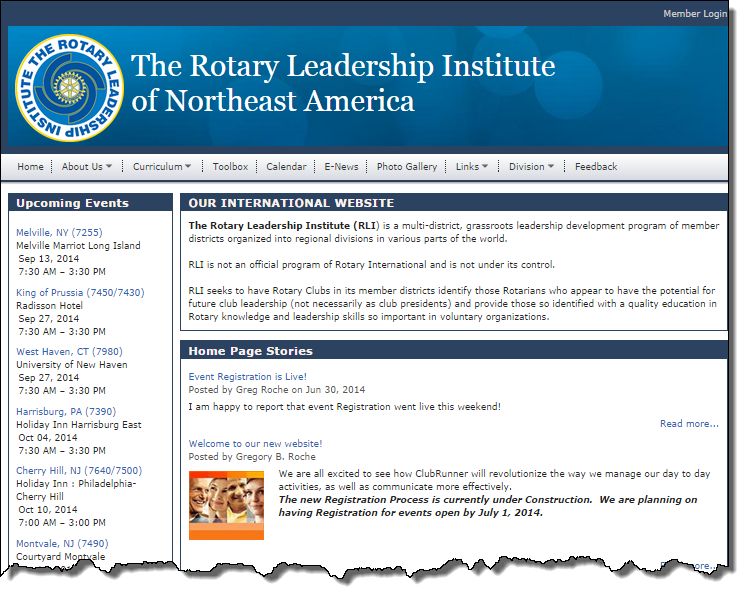 Member Login
THE ROTARY LEADERSHIP INSTITUTE
The Rotary Leadership Institute
of Northeast America
Home About Us Curriculum Toolbox Calendar E-News Photo Gallery Links Division Feedback
Upcoming Events
Melville, NY (7255)
Melville Marriot Long Island
Sep 13, 2014
7:30 AM – 3:30 PM
King of Prussia (7450/7430)
Radisson Hotel
Sep 27, 2014
7:30 AM – 3:30 PM
West Haven, CT (7980)
University of New Haven
Sep 27, 2014
7:30 AM – 3:30 PM
Harrisburg, PA (7390)
Holiday Inn Harrisburg East
Oct 04, 2014
7:30 AM – 3:30 PM
Cherry Hill, NJ (7640/7500)
Holiday Inn : Philadelphia-
Cherry Hill
Oct 10, 2014
7:00 AM – 3:00 PM
Montvale, NJ (7490)
Courtyard Montvale
OUR INTERNATIONAL WEBSITE
The Rotary Leadership Institute (RLI) is a multi-district, grassroots leadership development program of member
districts organized into regional divisions in various parts of the world.
RLI is not an official program of Rotary International and is not under its control.
RLI seeks to have Rotary Clubs in its member districts identify those Rotarians who appear to have the potential for
future club leadership (not necessarily as club presidents) and provide those so identified with a quality education in
Rotary knowledge and leadership skills so important in voluntary organizations.
Home Page Stories
Event Registration is Live!
Posted by Greg Roche on Jun 30, 2014
I am happy to report that event Registration went live this weekend!
Read more...
Welcome to our new website!
Posted by Gregory B. Roche
We are all excited to see how ClubRunner will revolutionize the way we manage our day to day
activities, as well as communicate more effectively.
The new Registration Process is currently under Construction. We are planning on
having Registration for events open by July 1, 2014.